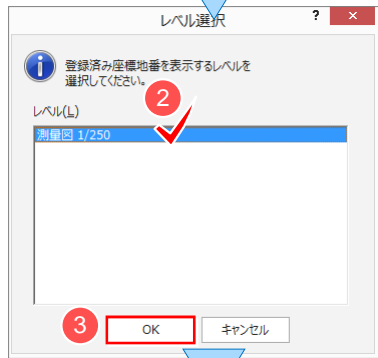 レベル選択
?
×
登録済み座標地番を表示するレベルを
選択してください。
2
レベル(L)
測量図 1/250
3
OK
キャンセル